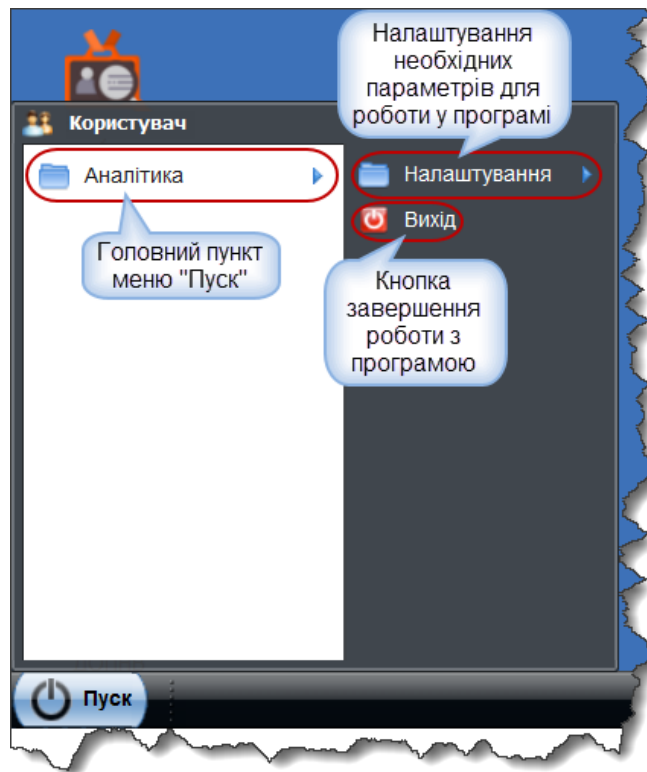 Налаштування
необхідних
параметрів для
роботи у програмі
Користувач
Аналітика
Налаштування
Вихід
Головний пункт
меню "Пуск"
Кнопка
завершення
роботи з
програмою
Пуск